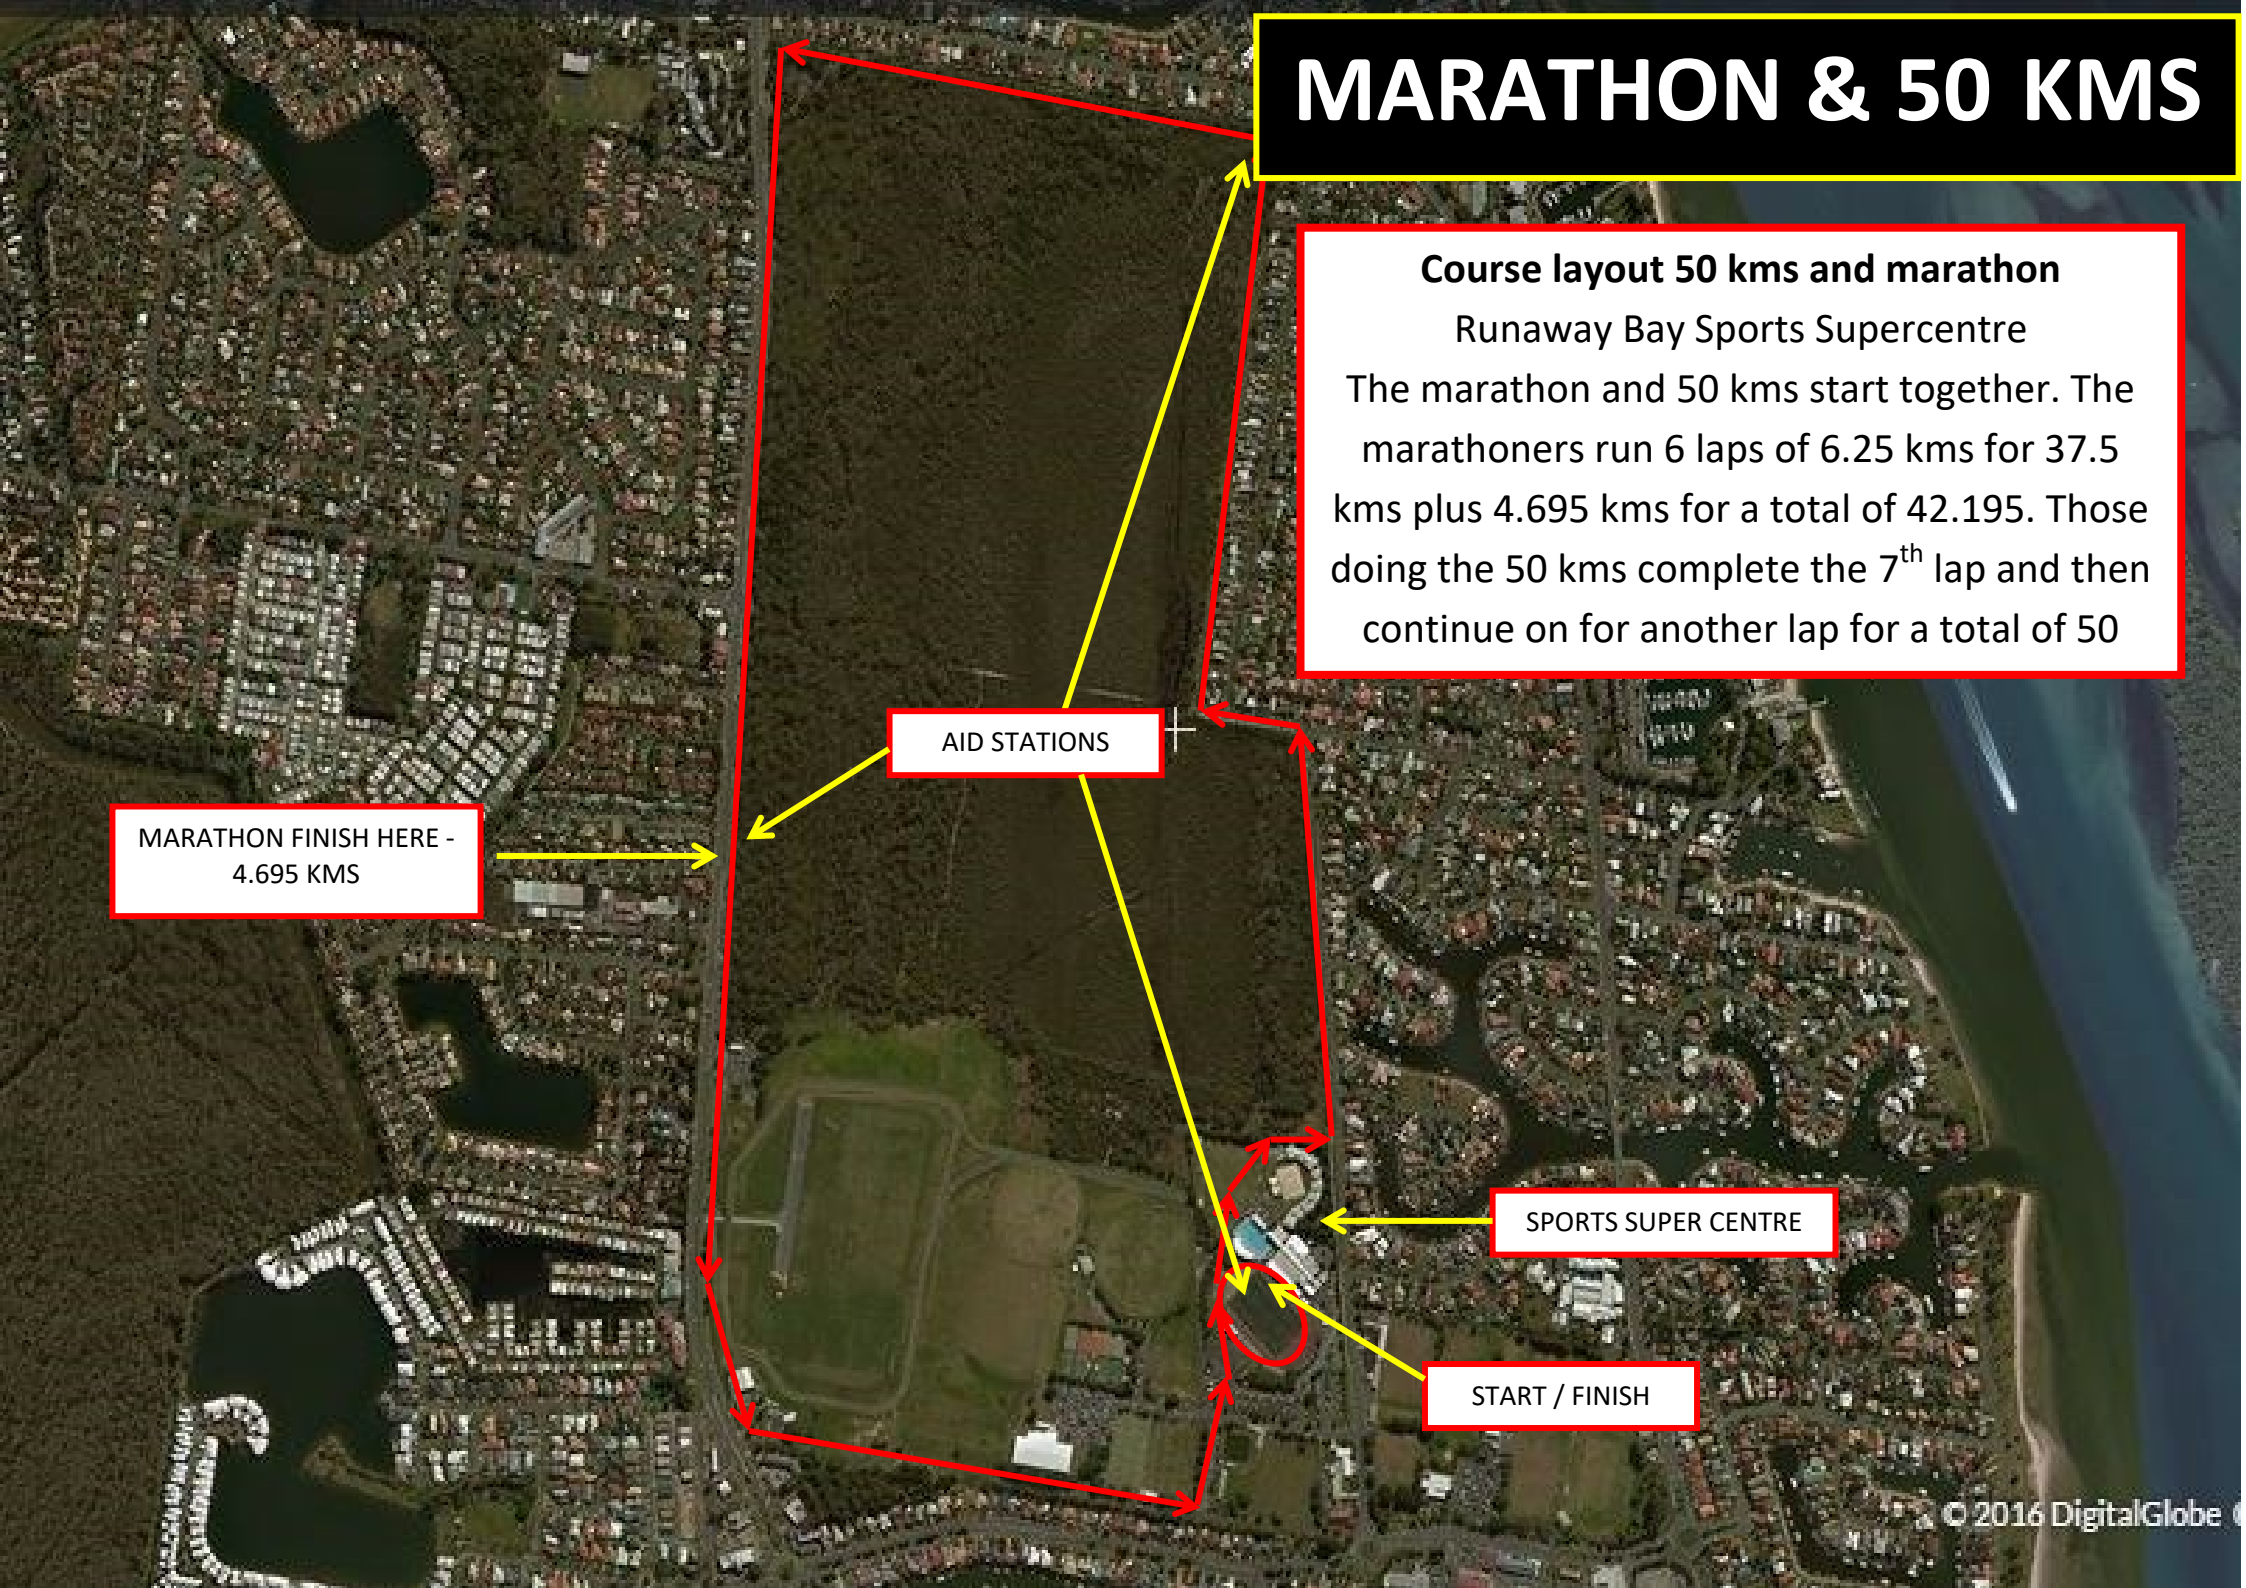 MARATHON & 50 KMS
Course layout 50 kms and marathon
Runaway Bay Sports Supercentre
The marathon and 50 kms start together. The
marathoners run 6 laps of 6.25 kms for 37.5
kms plus 4.695 kms for a total of 42.195. Those
doing the 50 kms complete the 7th lap and then
continue on for another lap for a total of 50
AID STATIONS
MARATHON FINISH HERE -
4.695 KMS
SPORTS SUPER CENTRE
START / FINISH
© 2016 DigitalGlobe